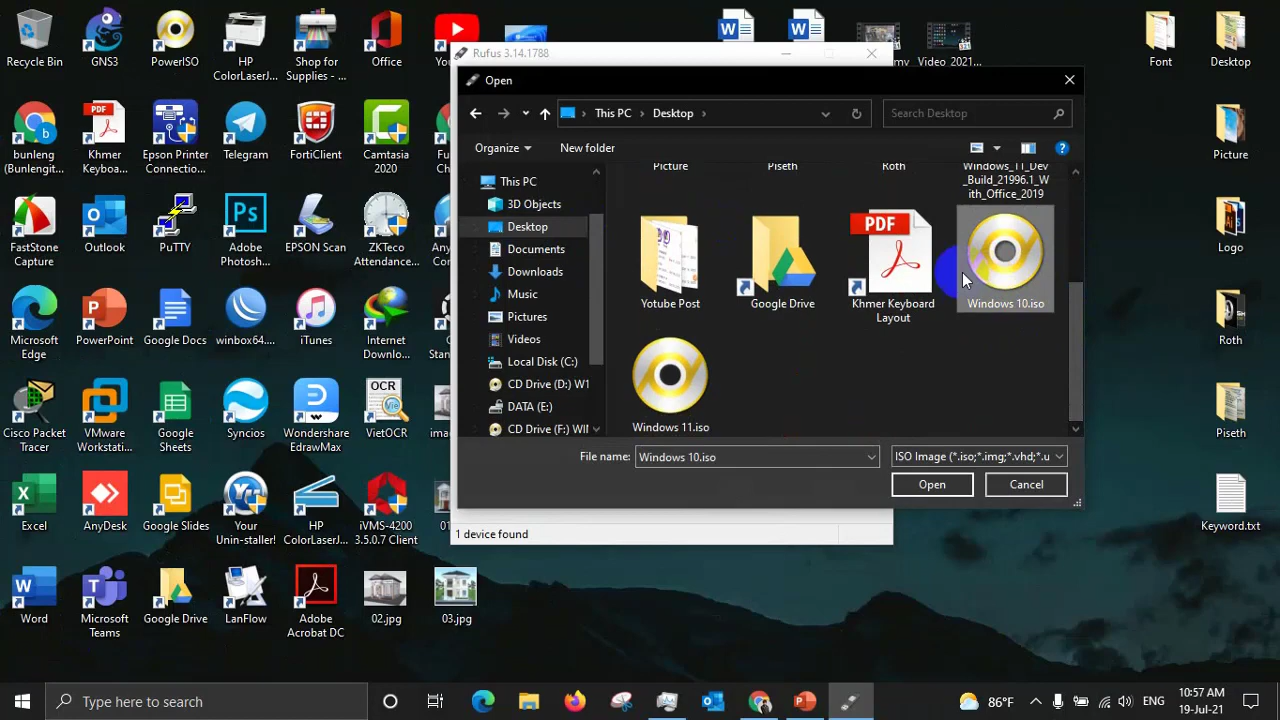 Recycle Bin
GNS3
PowerISO
HP
ColorLaserJ...
Shop for
Supplies - ...
Office
Font
Desktop
bunleng
(Bunlengit...
Khmer
Keyboa...
Epson Printer
Connectio...
Telegram
FortiClient
Camtasia
2020
Picture
FastStone
Capture
Outlook
PuTTY
Adobe
Photosh...
EPSON Scan
ZKTeco
Attendance...
Logo
Microsoft
Edge
PowerPoint
Google Docs
winbox64....
iTunes
Internet
Downlo...
Roth
Cisco Packet
Tracer
VMware
Workstati...
Google
Sheets
Syncios
Wondershare
EdrawMax
OCR
VietOCR
Piseth
Excel
AnyDesk
Google Slides
Your
Unin-staller!
HP
ColorLaserJ...
iVMS-4200
3.5.0.7 Client
Keyword.txt
Word
Microsoft
Teams
Google Drive
LanFlow
Adobe
Acrobat DC
02.jpg
03.jpg
Video_2021...
Rufus 3.14.1788
Open
This PC
Desktop
Search Desktop
Organize
New folder
This PC
3D Objects
Desktop
Documents
Downloads
Music
Pictures
Videos
Local Disk (C:)
CD Drive (D:) W1
DATA (E:)
CD Drive (F:) WI
Picture
Piseth
Roth
Windows_11_Dev
_Build_21996.1_W
ith_Office_2019
Yotube Post
Google Drive
PDF
Khmer Keyboard
Layout
Windows 10.iso
Windows 11.iso
File name:
Windows 10.iso
ISO Image (*.iso;*.img;*.vhd;*.u
Open
Cancel
1 device found
Type here to search
86°F
ENG
10:57 AM
19-Jul-21